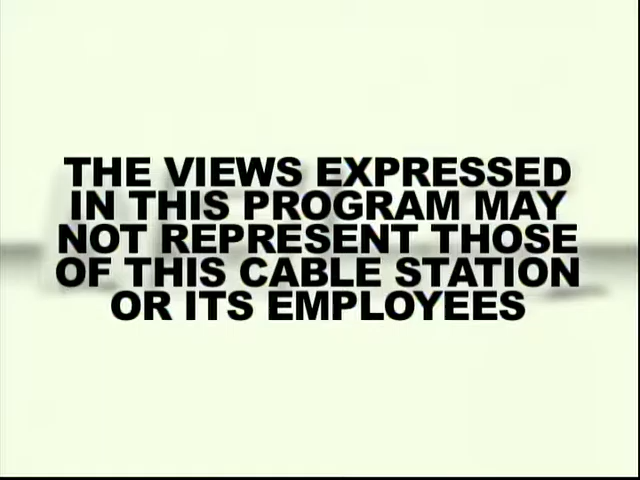 THE VIEWS EXPRESSED
IN THIS PROGRAM MAY
NOT REPRESENT THOSE
OF THIS CABLE STATION
OR ITS EMPLOYEES